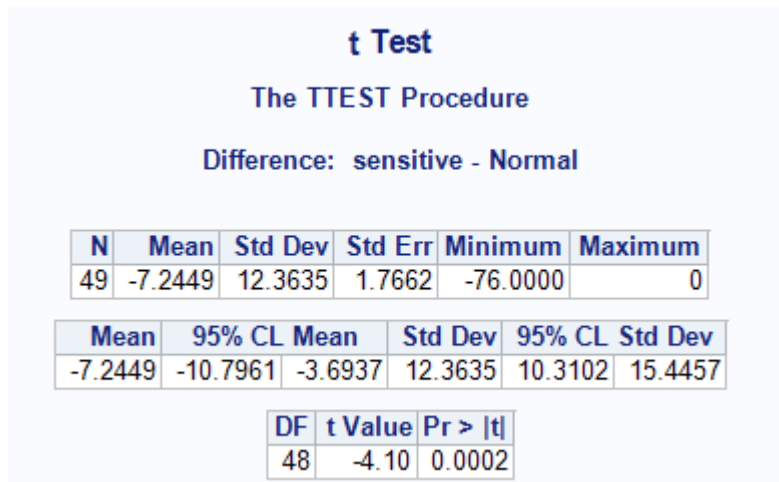 t Test
The TTEST Procedure
Difference: sensitive - Normal
N Mean Std Dev Std Err Minimum Maximum
49 -7.2449 12.3635 1.7662 -76.0000 0
Mean 95% CL Mean Std Dev 95% CL Std Dev
-7.2449 -10.7961 -3.6937 12.3635 10.3102 15.4457
DF t Value Pr > |t|
48 -4.10 0.0002